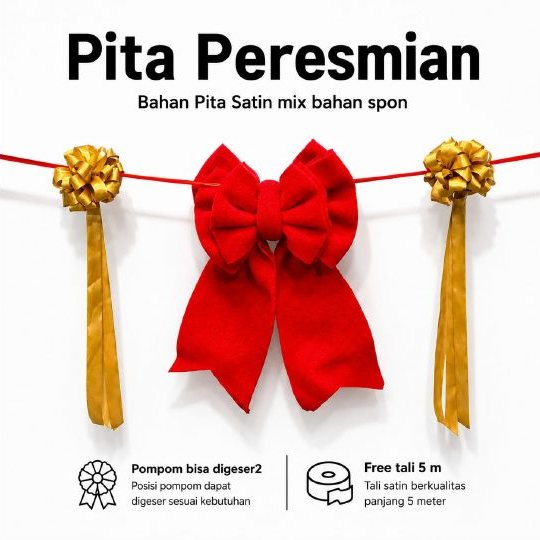 Pita Peresmian
Bahan Pita Satin mix bahan spon
Pompom bisa digeser2
Posisi pompom dapat
digeser sesuai kebutuhan
Free tali 5 m
Tali satin berkualitas
panjang 5 meter